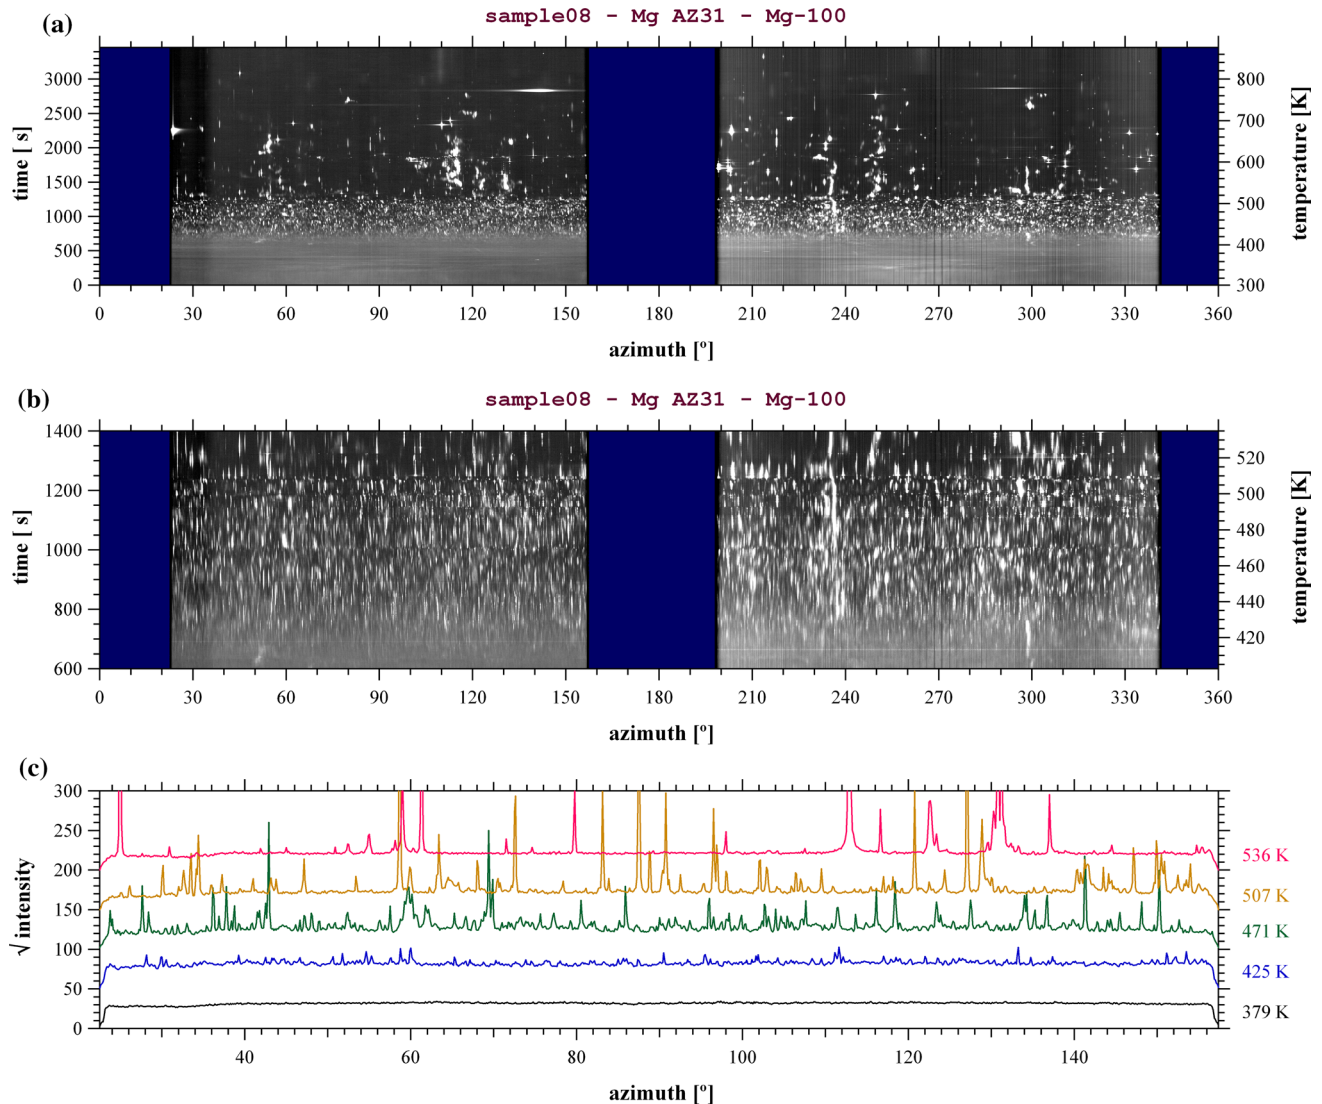 (a)
sample08 - Mg AZ31 - Mg-100
3000
2500
2000
1500
1000
500
0
time [ s]
800
700
600
500
400
300
temperature [K]
0 30 60 90 120 150 180 210 240 270 300 330 360
azimuth [º]
(b)
sample08 - Mg AZ31 - Mg-100
1400
1200
1000
800
600
time [ s]
520
500
480
460
440
420
temperature [K]
0 30 60 90 120 150 180 210 240 270 300 330 360
azimuth [º]
(c)
300
250
200
150
100
50
0
√intensity
536 K
507 K
471 K
425 K
379 K
40 60 80 100 120 140
azimuth [º]